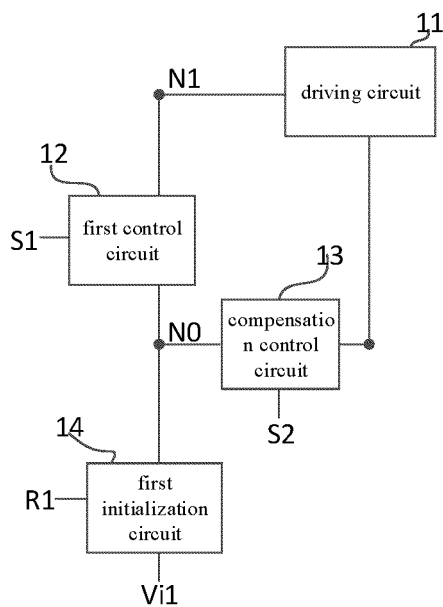 11
N1
driving circuit
12
S1
first control
circuit
13
N0
compensatio
n control
circuit
S2
14
R1
first
initialization
circuit
Vi1